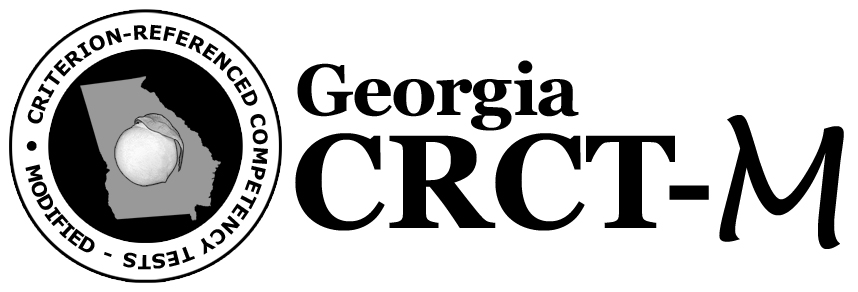 • CRITERION-REFERENCED COMPETENCY TESTS - MODIFIED
Georgia
CRCT-M